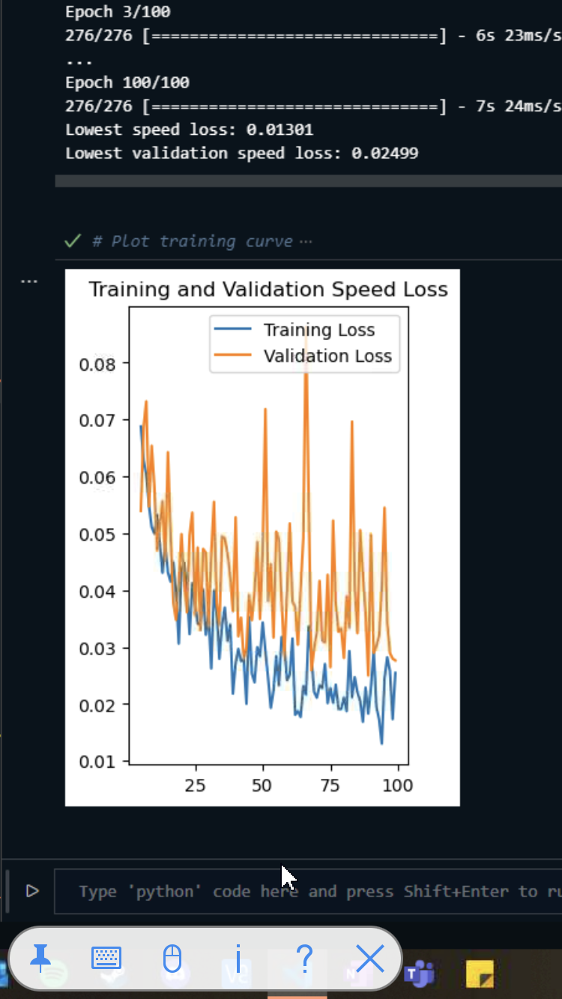 Epoch 3/100
276/276 [==============================] - 6s 23ms/s
...
Epoch 100/100
276/276 [==============================] - 7s 24ms/s
Lowest speed loss: 0.01301
Lowest validation speed loss: 0.02499
# Plot training curve ···
Training and Validation Speed Loss
Training Loss
Validation Loss
0.08
0.07
0.06
0.05
0.04
0.03
0.02
0.01
25 50 75 100
Type 'python' code here and press Shift+Enter to ru